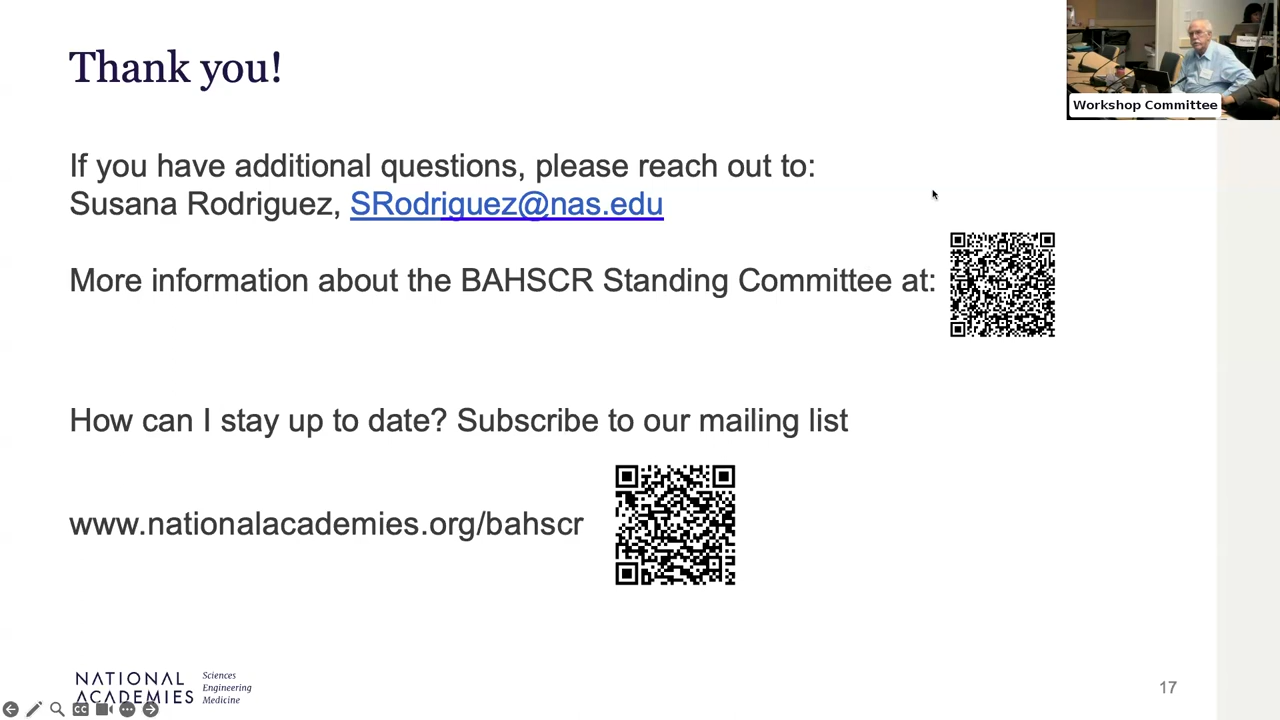 Thank you!
Workshop Committee
If you have additional questions, please reach out to:
Susana Rodriguez, SRodriguez@nas.edu
More information about the BAHSCR Standing Committee at:
How can I stay up to date? Subscribe to our mailing list
www.nationalacademies.org/bahscr
NATIONAL
ACADEMIES
Sciences
Engineering
Medicine
17
CC